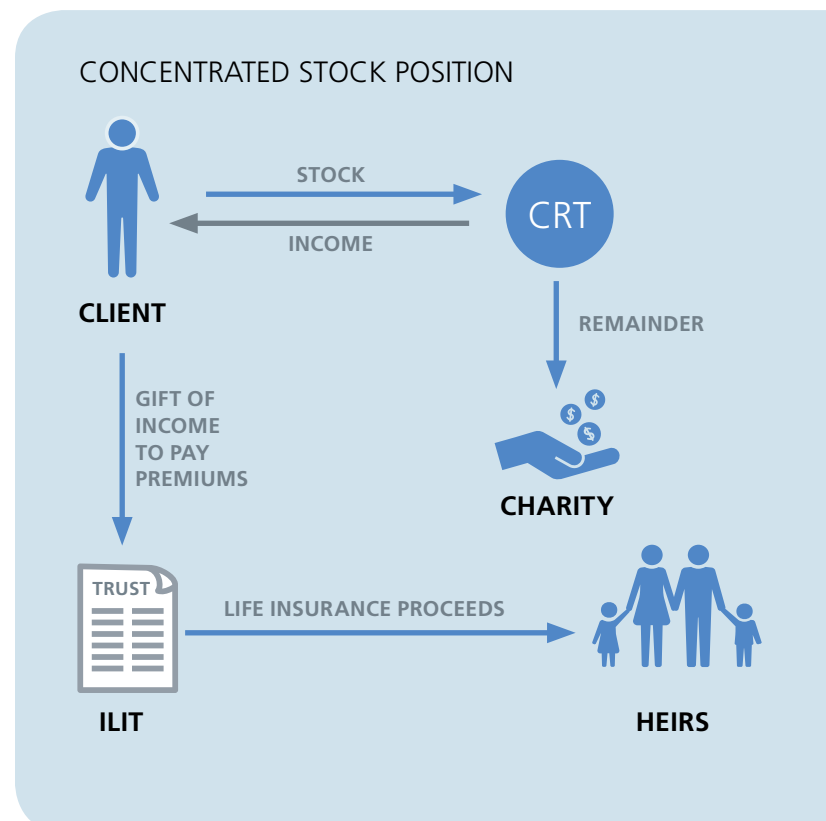 CONCENTRATED STOCK POSITION
STOCK
CRT
INCOME
CLIENT
REMAINDER
GIFT OF
INCOME
TO PAY
PREMIUMS
$
$
$
CHARITY
TRUST
LIFE INSURANCE PROCEEDS
ILIT
HEIRS